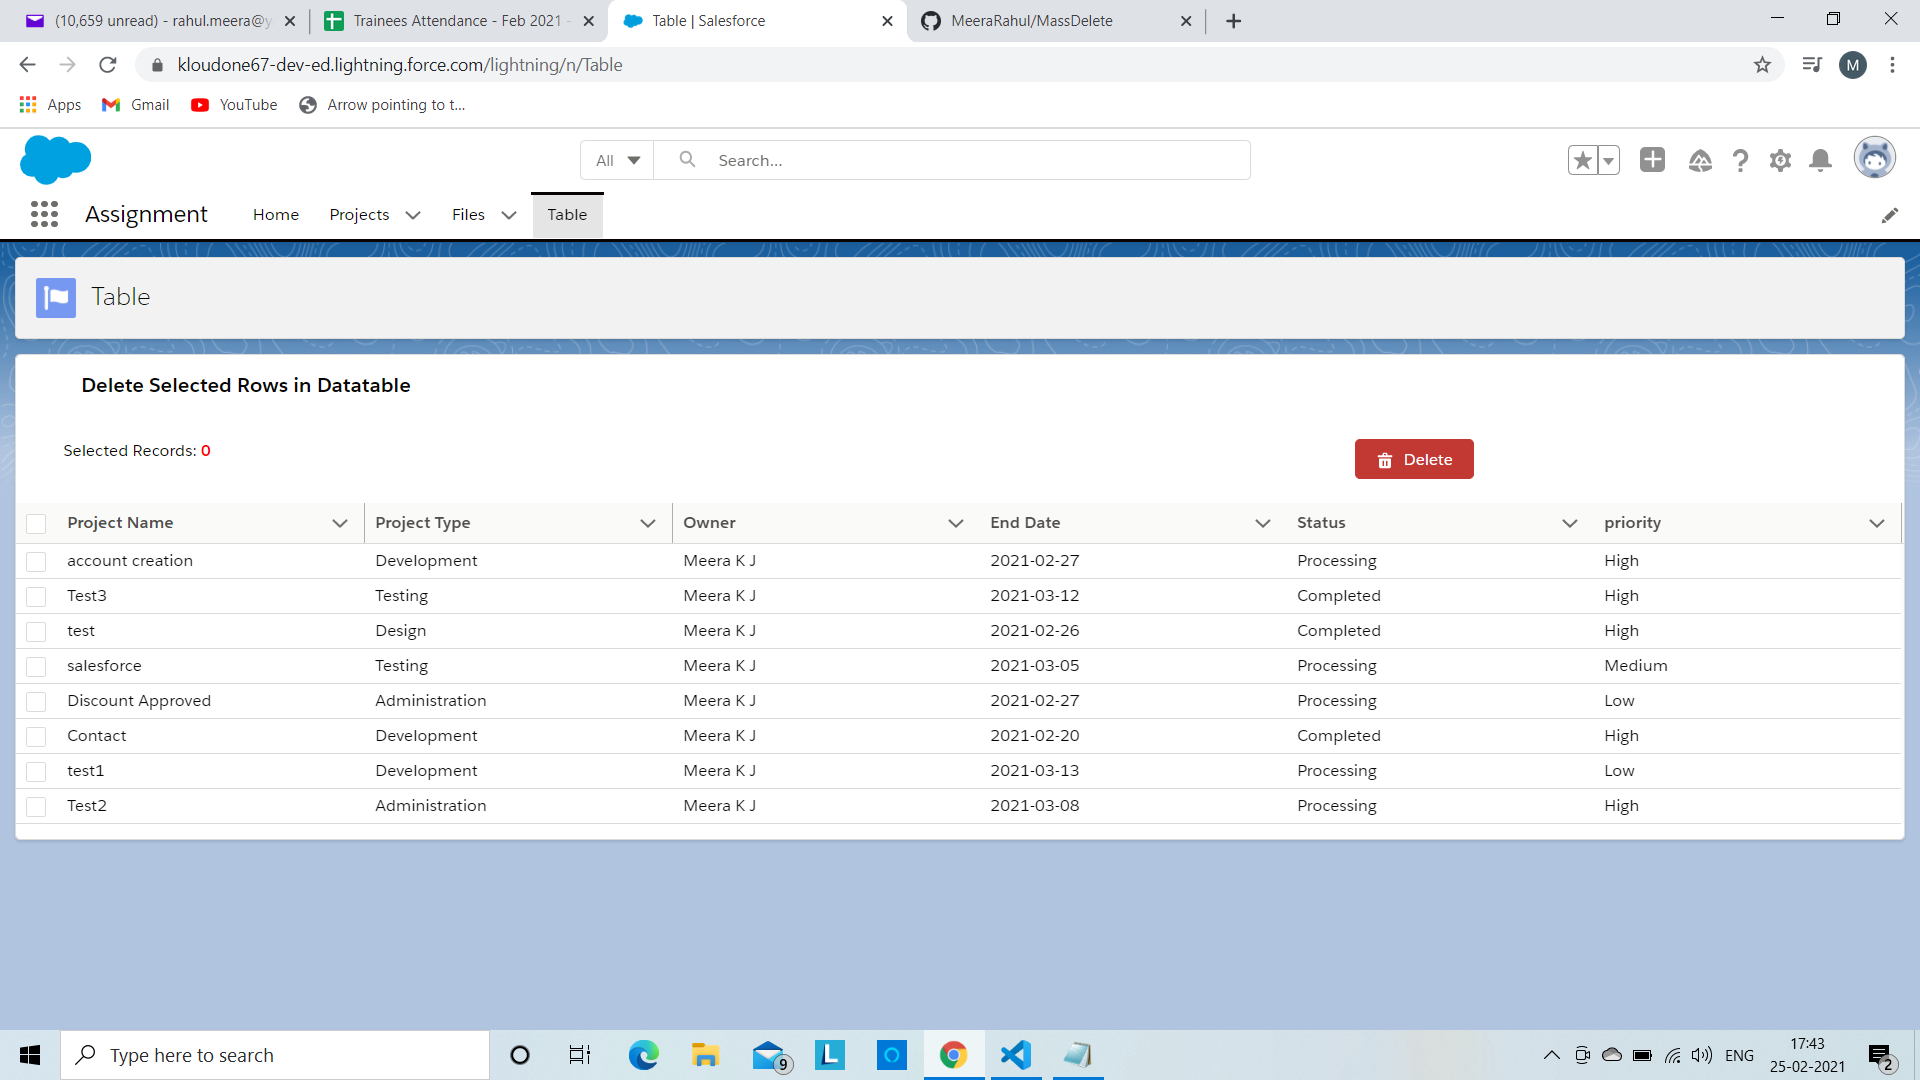 (10,659 unread) - rahul.meera@y
Trainees Attendance - Feb 2021 -
Table | Salesforce
MeeraRahul/MassDelete
kloudone67-dev-ed.lightning.force.com/lightning/n/Table
M
Apps
Gmail
YouTube
Arrow pointing to t...
All
Search...
Assignment
Home
Projects
Files
Table
Table
Delete Selected Rows in Datatable
Selected Records: 0
Delete
Project Name Project Type Owner End Date Status priority
account creation Development Meera K J 2021-02-27 Processing High
Test3 Testing Meera K J 2021-03-12 Completed High
test Design Meera K J 2021-02-26 Completed High
salesforce Testing Meera K J 2021-03-05 Processing Medium
Discount Approved Administration Meera K J 2021-02-27 Processing Low
Contact Development Meera K J 2021-02-20 Completed High
test1 Development Meera K J 2021-03-13 Processing Low
Test2 Administration Meera K J 2021-03-08 Processing High
Type here to search
9
L
ENG
17:43
25-02-2021
2